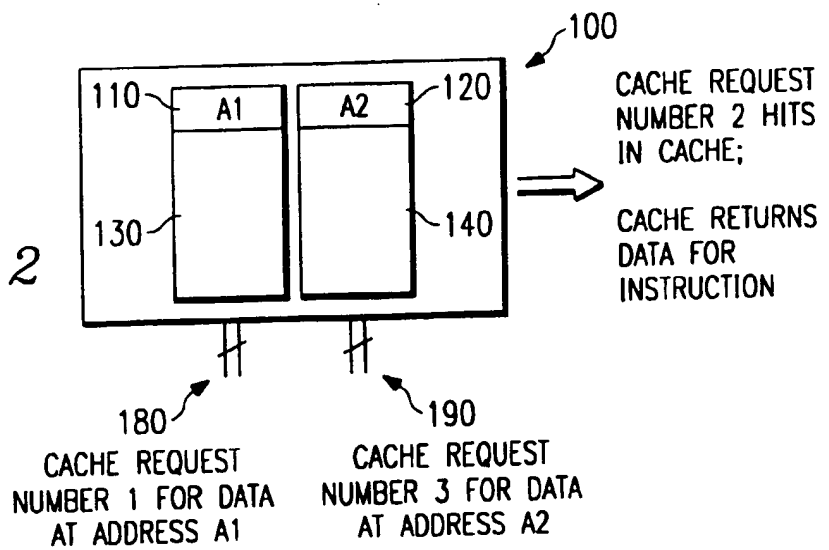 100
110
A1
A2
120
130
140
2
CACHE REQUEST
NUMBER 2 HITS
IN CACHE;
CACHE RETURNS
DATA FOR
INSTRUCTION
180
CACHE REQUEST
NUMBER 1 FOR DATA
AT ADDRESS A1
190
CACHE REQUEST
NUMBER 3 FOR DATA
AT ADDRESS A2